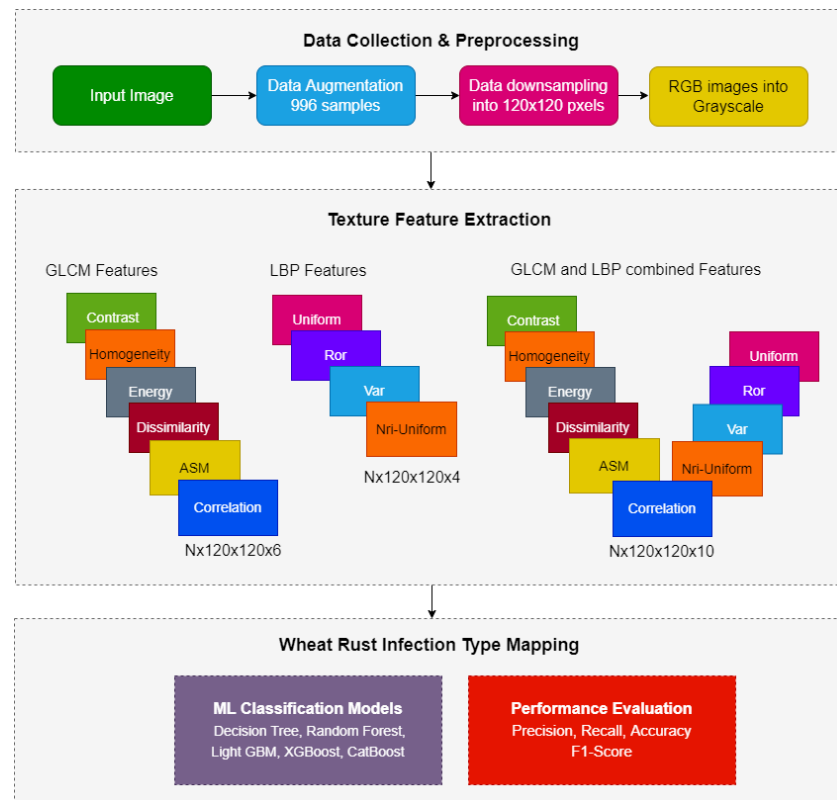 Data Collection & Preprocessing
Input Image
Data Augmentation
996 samples
Data downsampling
into 120x120 pxels
RGB images into
Grayscale
Texture Feature Extraction
GLCM Features
Contrast
Homogeneity
Energy
Dissimilarity
ASM
Correlation
Nx120x120x6
LBP Features
Uniform
Ror
Var
Nri-Uniform
Nx120x120x4
GLCM and LBP combined Features
Contrast
Homogeneity
Energy
Dissimilarity
ASM
Correlation
Uniform
Ror
Var
Nri-Uniform
Nx120x120x10
Wheat Rust Infection Type Mapping
ML Classification Models
Decision Tree, Random Forest,
Light GBM, XGBoost, CatBoost
Performance Evaluation
Precision, Recall, Accuracy
F1-Score